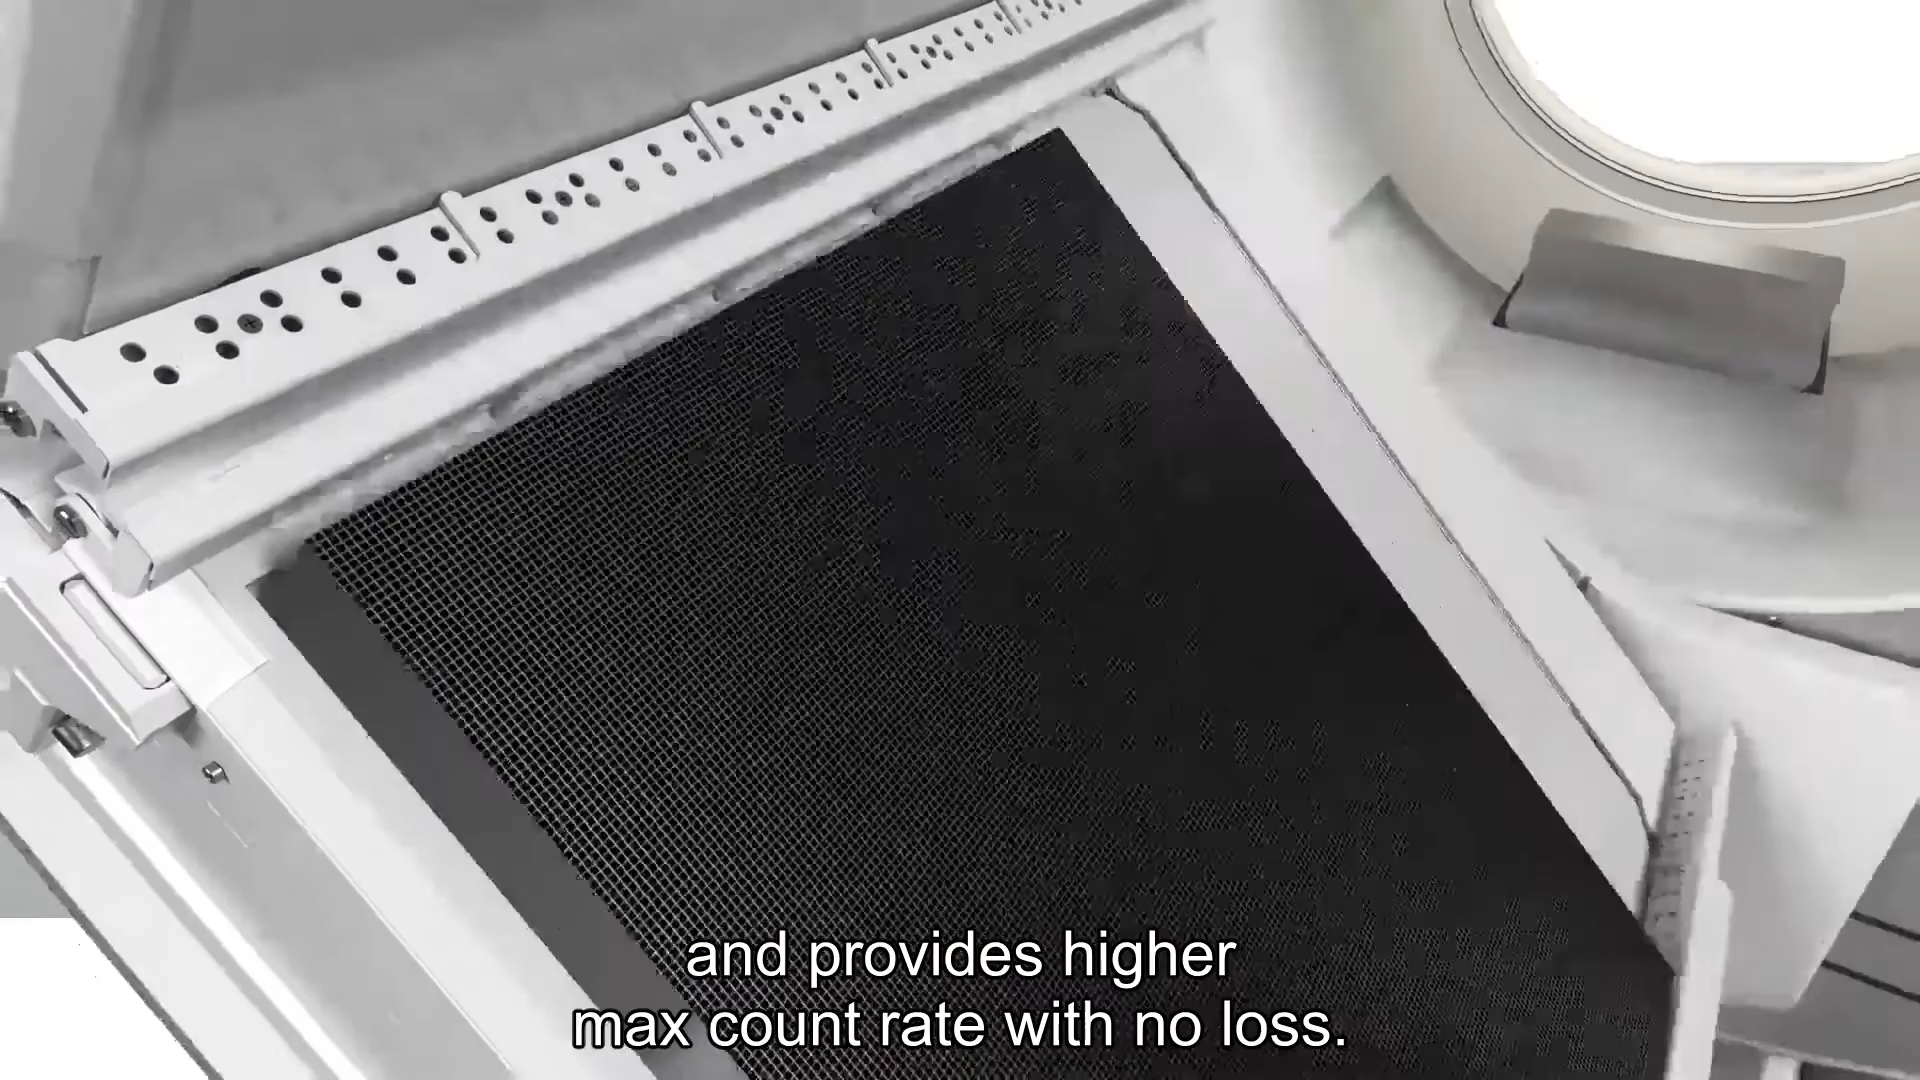 and provides higher
max count rate with no loss.